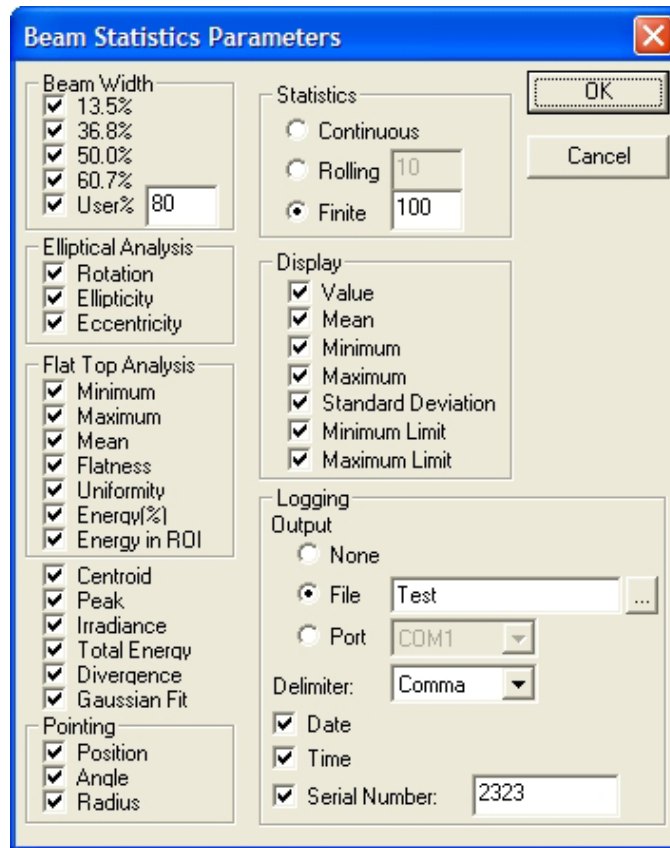 Beam Statistics Parameters
Beam Width
13.5%
36.8%
50.0%
60.7%
User% 80
Elliptical Analysis
Rotation
Ellipticity
Eccentricity
Flat Top Analysis
Minimum
Maximum
Mean
Flatness
Uniformity
Energy(%)
Energy in ROI
Centroid
Peak
Irradiance
Total Energy
Divergence
Gaussian Fit
Pointing
Position
Angle
Radius
Statistics
Continuous
Rolling 10
Finite 100
Display
Value
Mean
Minimum
Maximum
Standard Deviation
Minimum Limit
Maximum Limit
Logging
Output
None
File Test ...
Port COM1
Delimiter: Comma
Date
Time
Serial Number: 2323
OK
Cancel